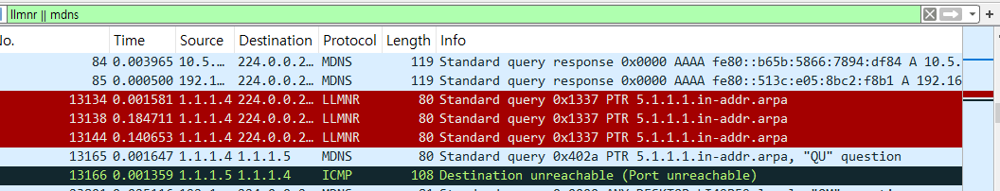 llmnr || mdns
No. Time Source Destination Protocol Length Info
84 0.003965 10.5.… 224.0.0.2… MDNS 119 Standard query response 0x0000 AAAA fe80::b65b:5866:7894:df84 A 10.5.
85 0.000500 192.1… 224.0.0.2… MDNS 119 Standard query response 0x0000 AAAA fe80::513c:e05:8bc2:f8b1 A 192.16
13134 0.001581 1.1.1.4 224.0.0.2… LLMNR 80 Standard query 0x1337 PTR 5.1.1.1.in-addr.arpa
13138 0.184711 1.1.1.4 224.0.0.2… LLMNR 80 Standard query 0x1337 PTR 5.1.1.1.in-addr.arpa
13144 0.140653 1.1.1.4 224.0.0.2… LLMNR 80 Standard query 0x1337 PTR 5.1.1.1.in-addr.arpa
13165 0.001647 1.1.1.4 1.1.1.5 MDNS 80 Standard query 0x402a PTR 5.1.1.1.in-addr.arpa, "QU" question
13166 0.001359 1.1.1.5 1.1.1.4 ICMP 108 Destination unreachable (Port unreachable)